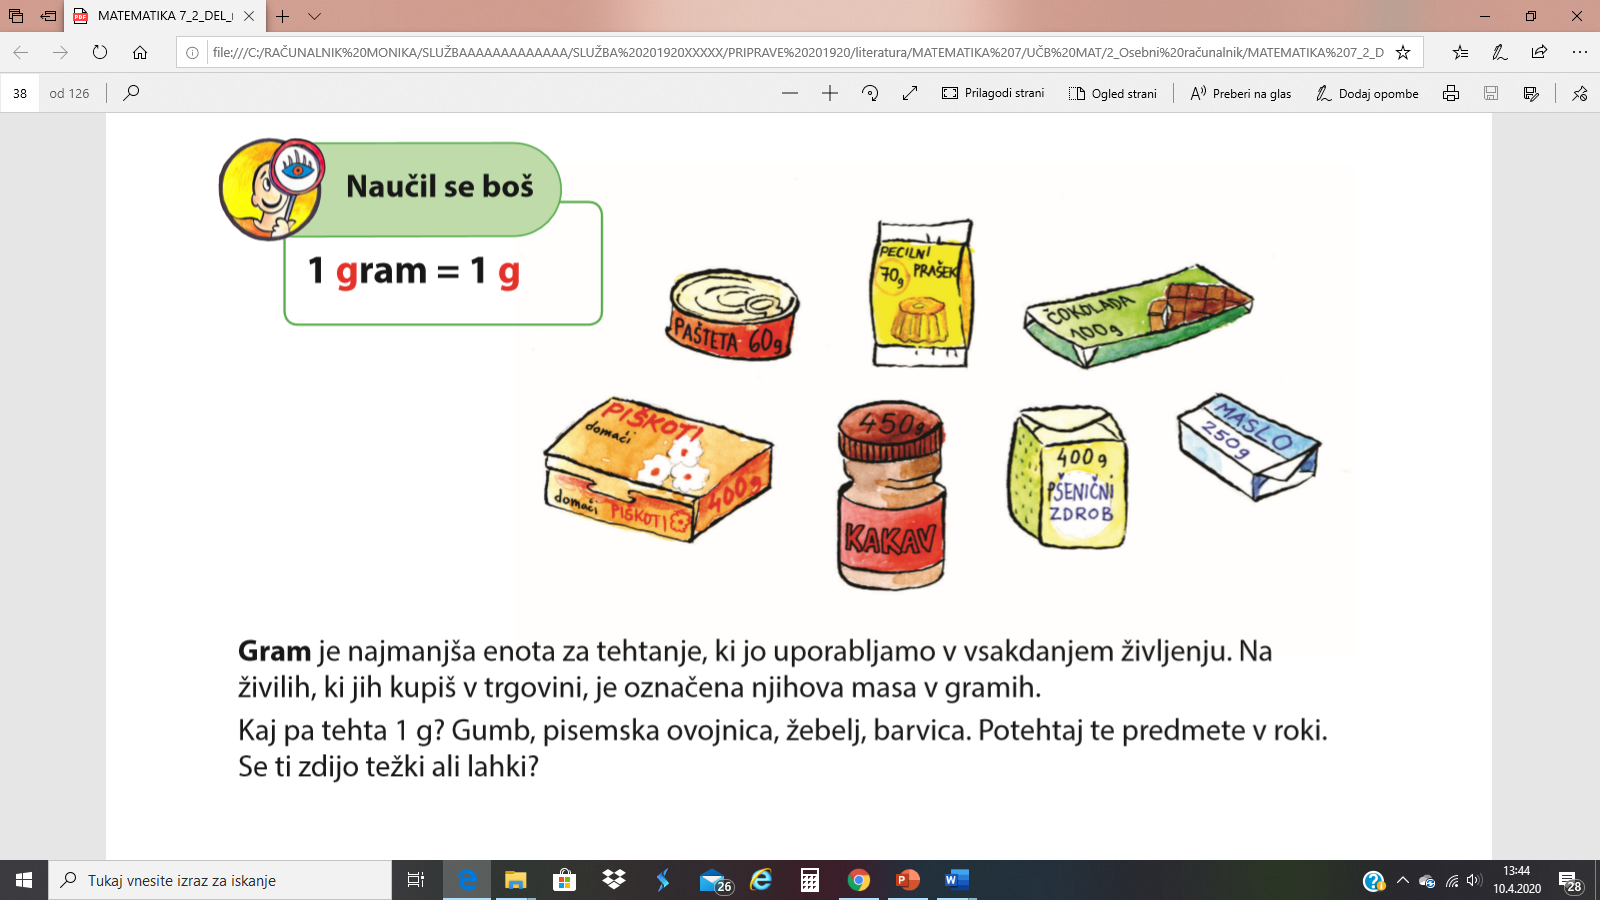 MATEMATIKA 7_2_DEL_
file:///C:/RAČUNALNIK%20MONIKA/SLUŽBAAAAAAAAAAAAA/SLUŽBA%20201920XXXXX/PRIPRAVE%20201920/literatura/MATEMATIKA%207/UČB%20MAT/2_Osebni%20računalnik/MATEMATIKA%207_2_D
38 od 126 Prilagodi strani Ogled strani Preberi na glas Dodaj opombe
Naučil se boš
1 gram = 1 g
PECILNI
70g PRAŠEK
PAŠTETA 60g
ČOKOLADA
100g
PIŠKOTI
domači
400g
domači PIŠKOTI
450g
KAKAV
400g
PŠENIČNI
ZDROB
MASLO
250g
Gram je najmanjša enota za tehtanje, ki jo uporabljamo v vsakdanjem življenju. Na
živilih, ki jih kupiš v trgovini, je označena njihova masa v gramih.
Kaj pa tehta 1 g? Gumb, pisemska ovojnica, žebelj, barvica. Potehtaj te predmete v roki.
Se ti zdijo težki ali lahki?
Tukaj vnesite izraz za iskanje
26
13:44
10.4.2020
28